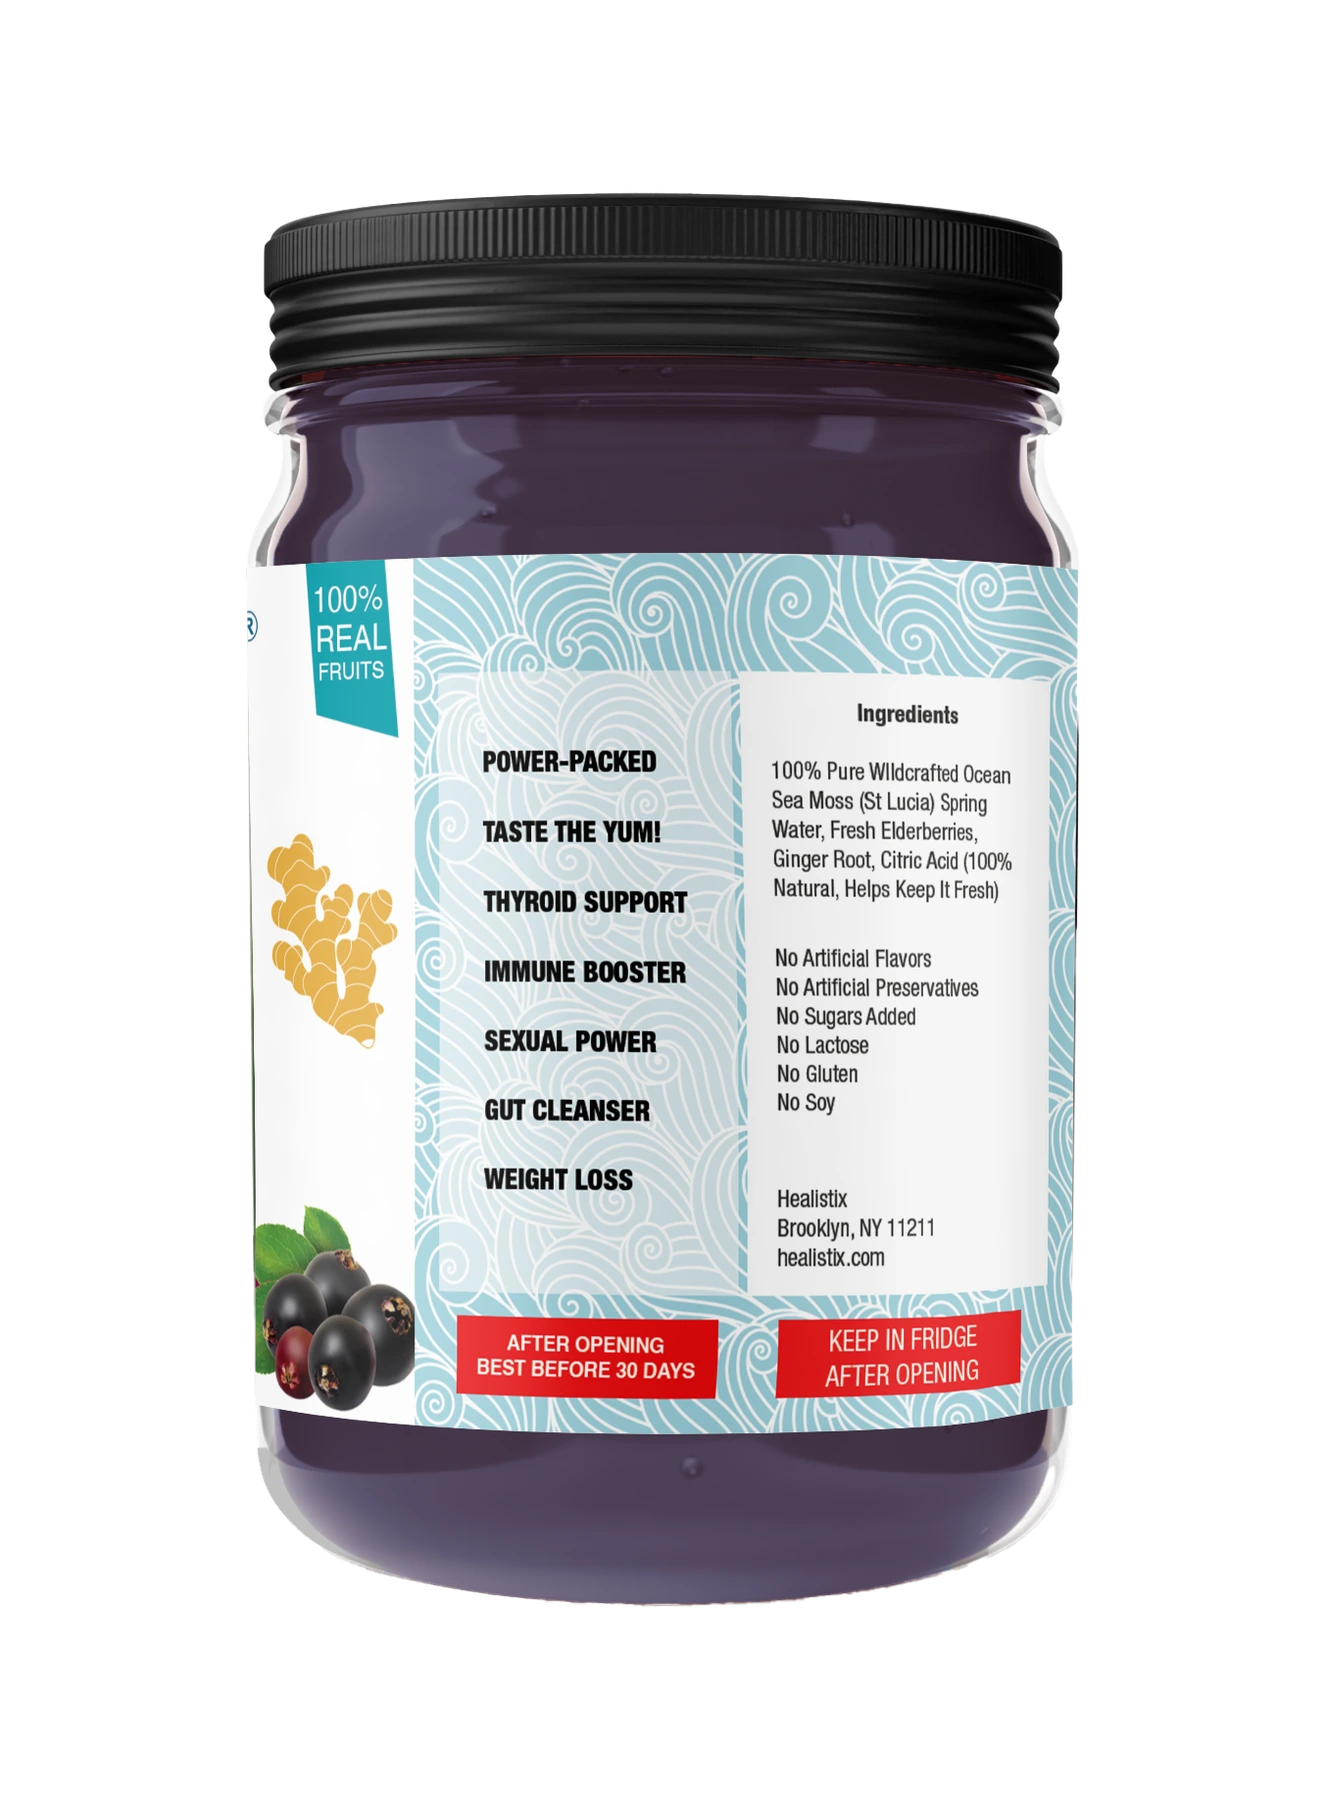 ®
100%
REAL
FRUITS
POWER-PACKED
TASTE THE YUM!
THYROID SUPPORT
IMMUNE BOOSTER
SEXUAL POWER
GUT CLEANSER
WEIGHT LOSS
AFTER OPENING
BEST BEFORE 30 DAYS
Ingredients
100% Pure WIldcrafted Ocean
Sea Moss (St Lucia) Spring
Water, Fresh Elderberries,
Ginger Root, Citric Acid (100%
Natural, Helps Keep It Fresh)
No Artificial Flavors
No Artificial Preservatives
No Sugars Added
No Lactose
No Gluten
No Soy
Healistix
Brooklyn, NY 11211
healistix.com
KEEP IN FRIDGE
AFTER OPENING